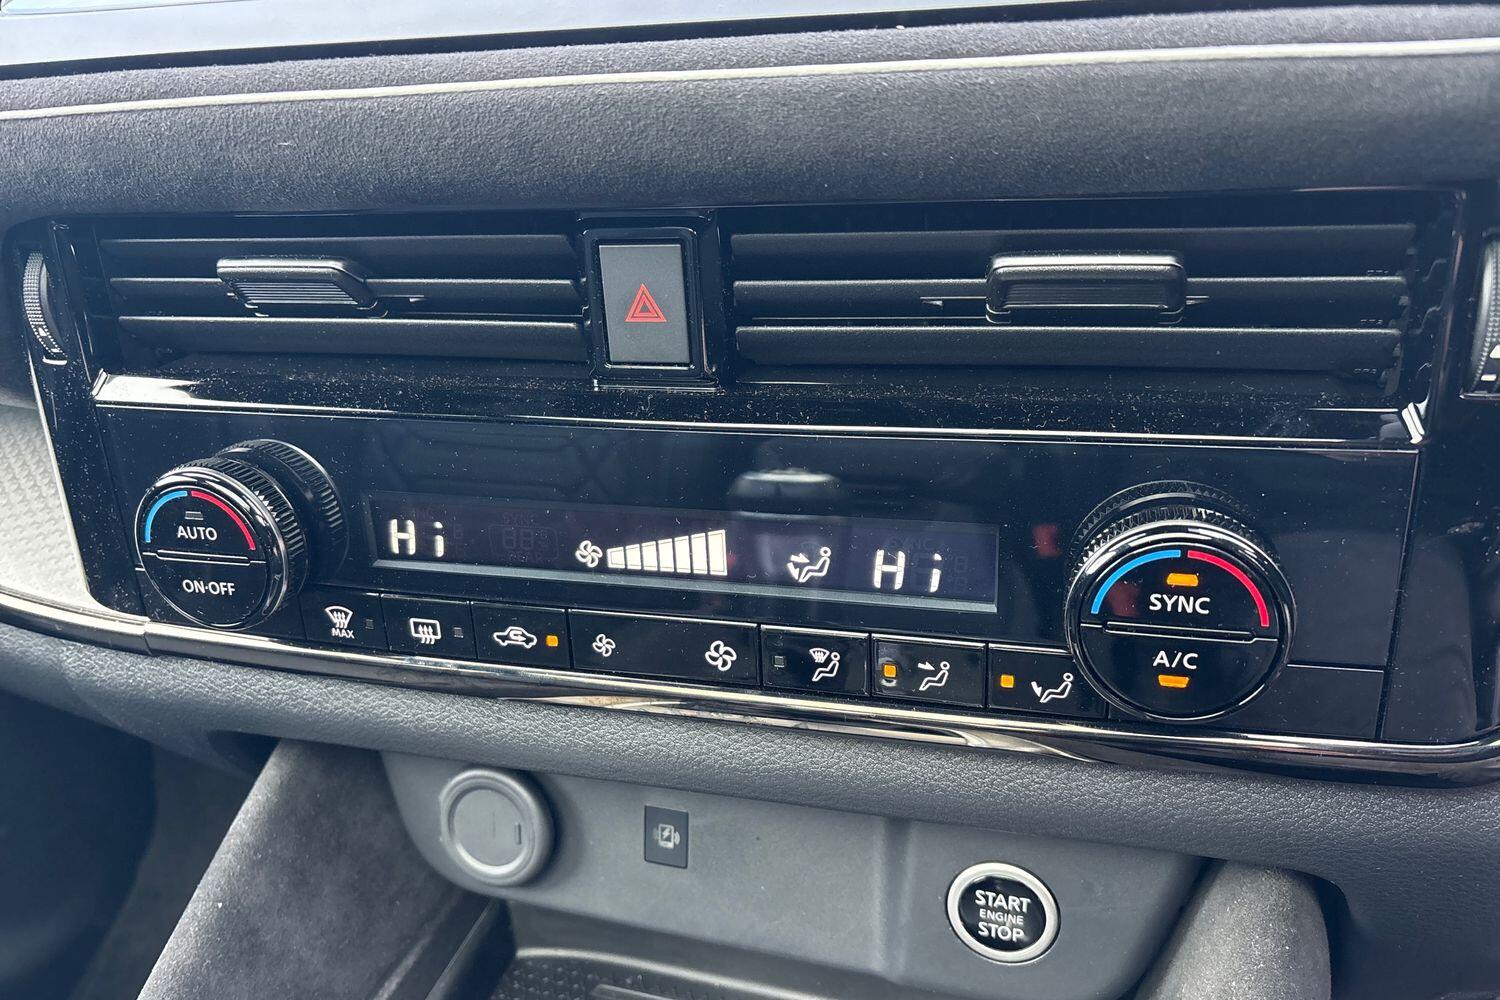 Hi
Hi
AUTO
ON·OFF
MAX
SYNC
A/C
START
ENGINE
STOP